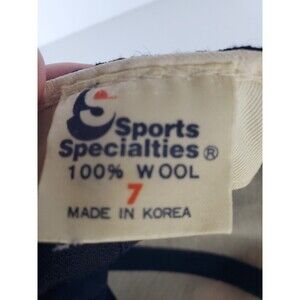 Sports
Specialties®
100% WOOL
7
MADE IN KOREA